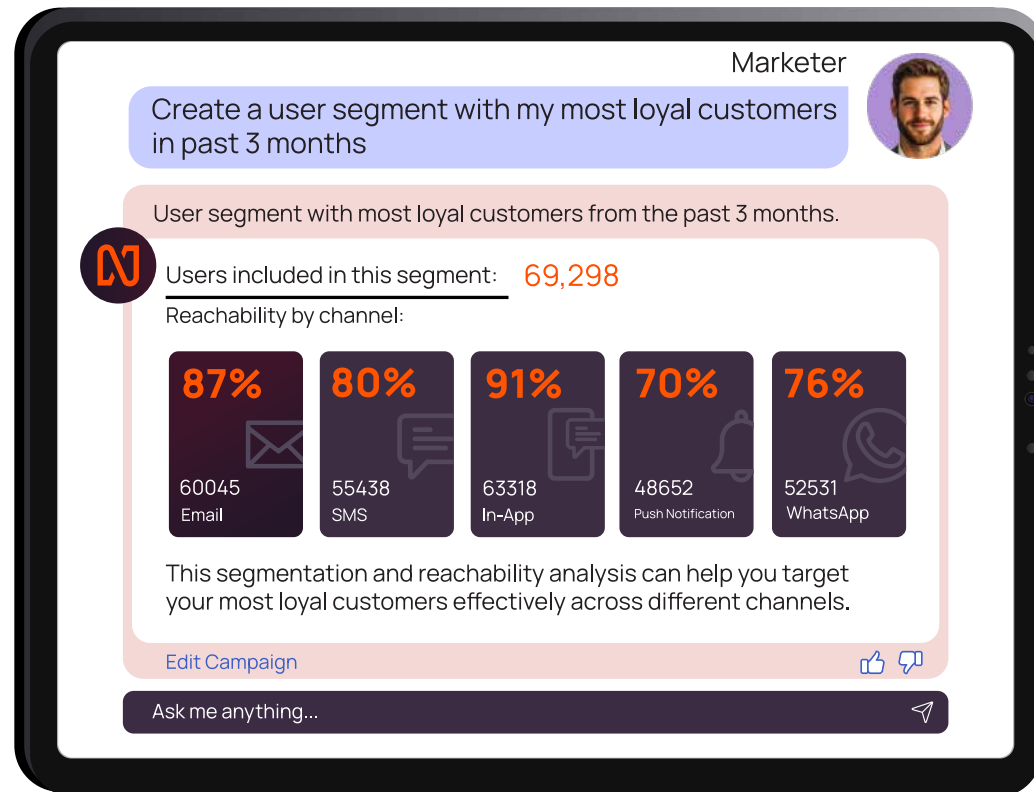 Marketer
Create a user segment with my most loyal customers
in past 3 months
User segment with most loyal customers from the past 3 months.
Users included in this segment: 69,298
Reachability by channel:
87% 80% 91% 70% 76%
60045 55438 63318 48652 52531
Email SMS In-App Push Notification WhatsApp
This segmentation and reachability analysis can help you target
your most loyal customers effectively across different channels.
Edit Campaign
Ask me anything...